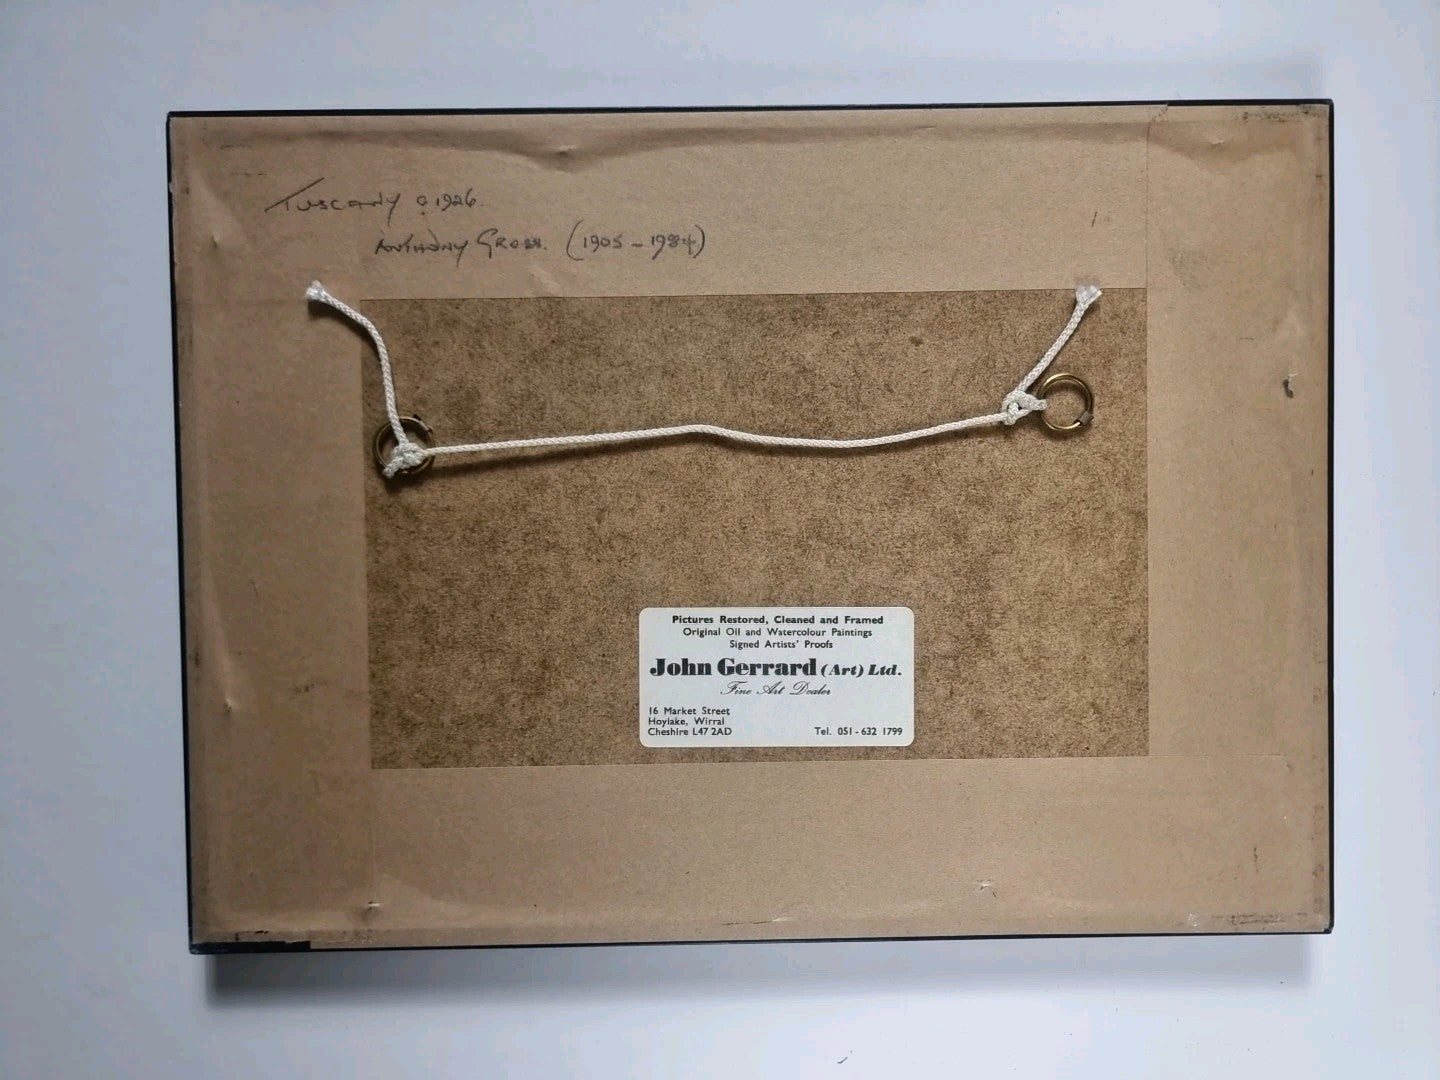 Tuscany c 1926.
Anthony Gross. (1905 - 1984)
Pictures Restored, Cleaned and Framed
Original Oil and Watercolour Paintings
Signed Artists' Proofs
John Gerrard (Art) Ltd.
Fine Art Dealer
16 Market Street
Hoylake, Wirral
Cheshire L47 2AD
Tel. 051-632 1799